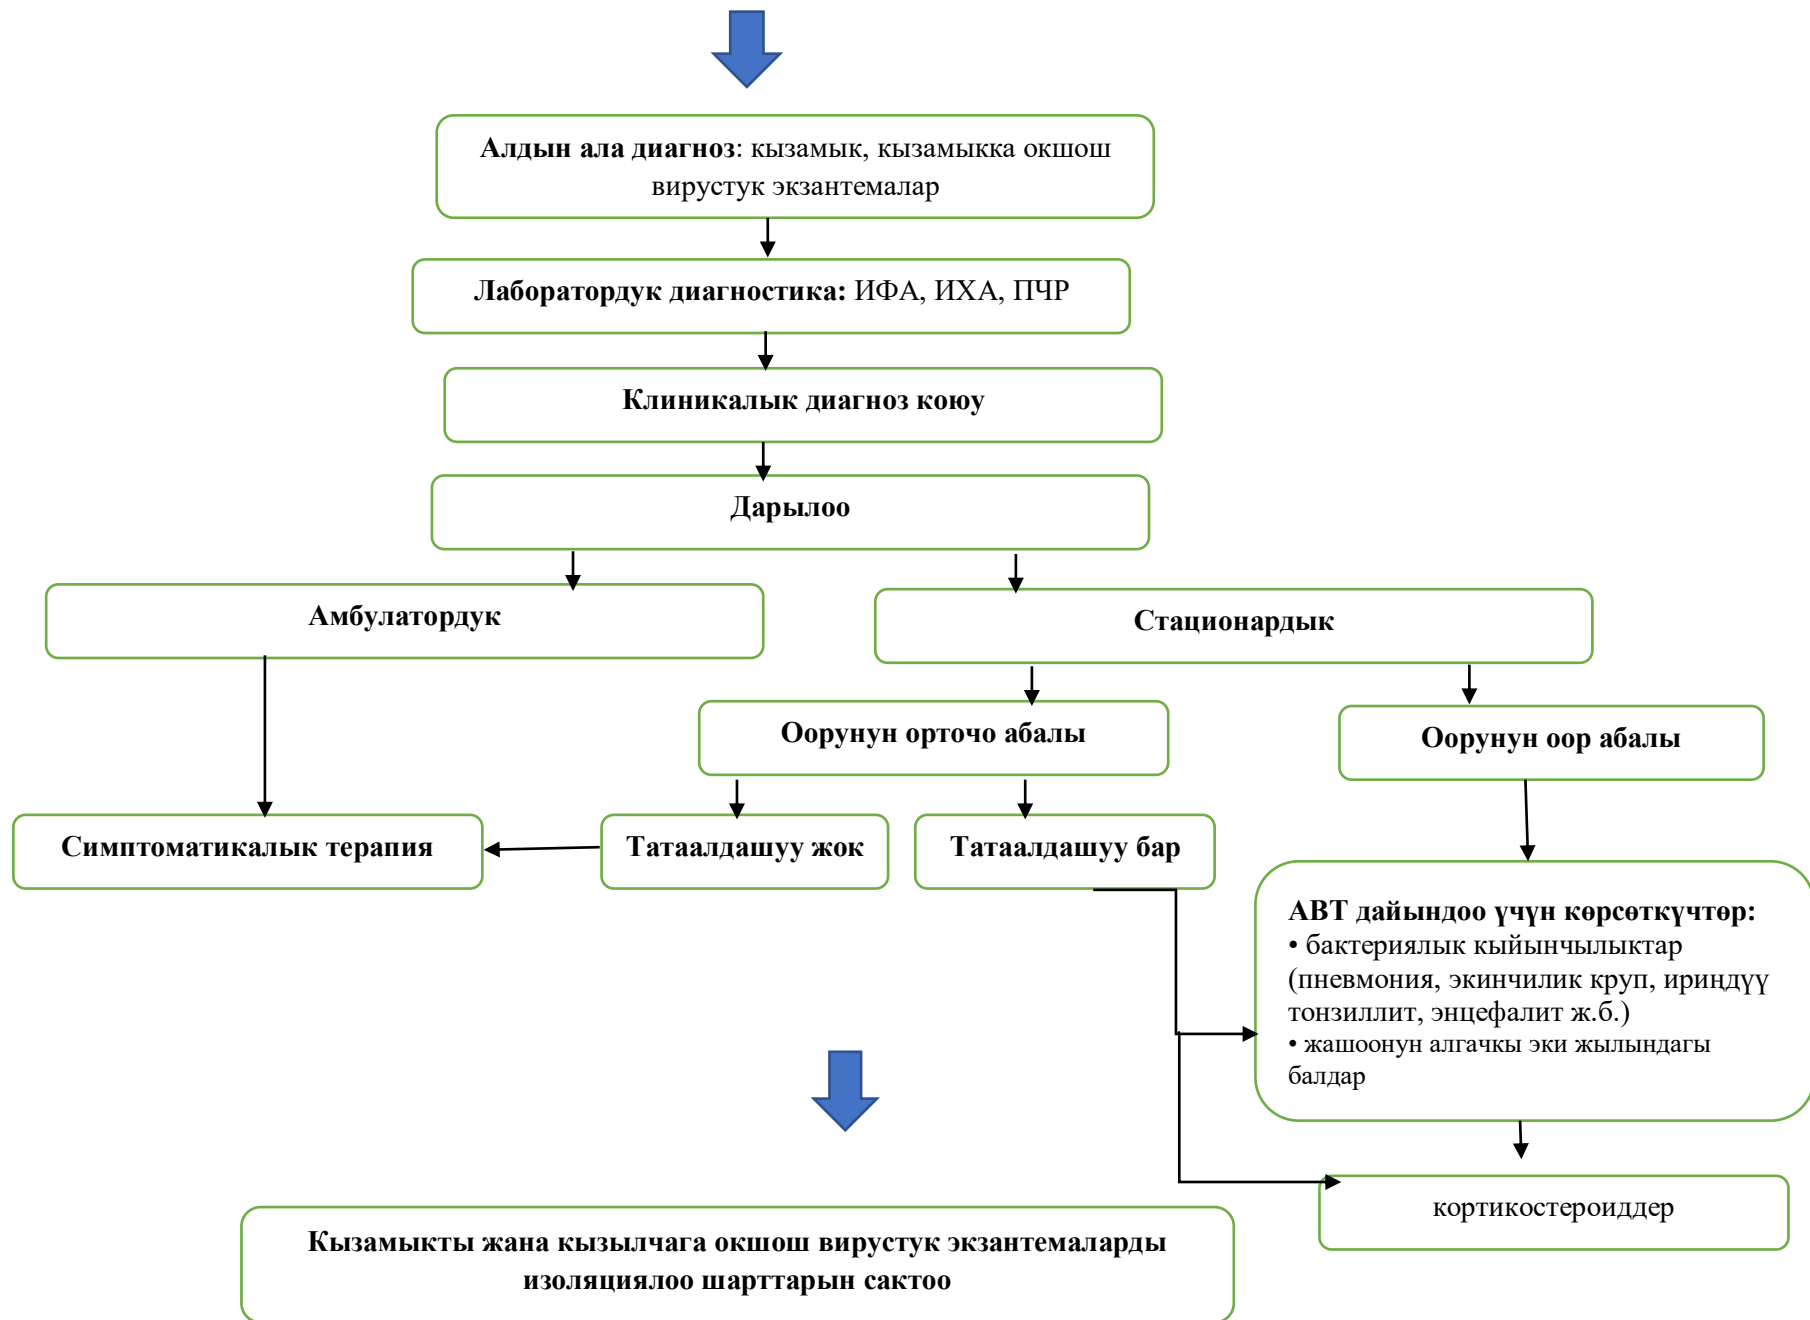 Алдын ала диагноз: кызамык, кызамыкка окшош
вирустук экзантемалар
Лаборатордук диагностика: ИФА, ИХА, ПЧР
Клиникалык диагноз коюу
Дарылоо
Амбулатордук
Стационардык
Оорунун орточо абалы
Оорунун оор абалы
Симптоматикалык терапия
Татаалдашуу жок
Татаалдашуу бар
АВТ дайындоо үчүн көрсөткүчтөр:
• бактериялык кыйынчылыктар
(пневмония, экинчилик круп, ириңдүү
тонзиллит, энцефалит ж.б.)
• жашоонун алгачкы эки жылындагы
балдар
кортикостероиддер
Кызамыкты жана кызылчага окшош вирустук экзантемаларды
изоляциялоо шарттарын сактоо